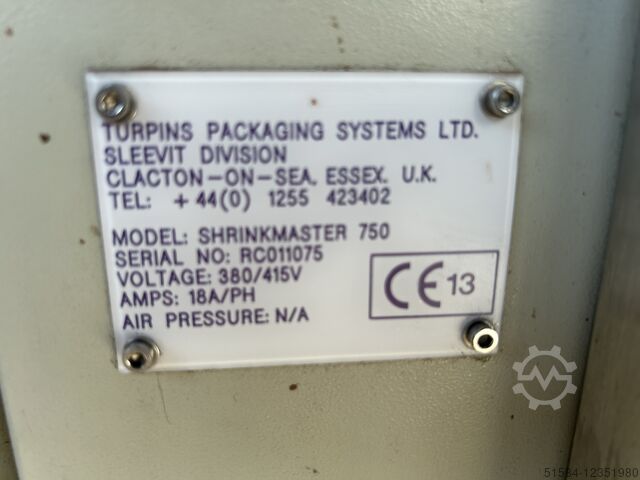 TURPINS PACKAGING SYSTEMS LTD.
SLEEVIT DIVISION
CLACTON-ON-SEA, ESSEX, U.K.
TEL: +44(0) 1255 423402
MODEL: SHRINKMASTER 750
SERIAL NO: RC011075
VOLTAGE: 380/415V
AMPS: 18A/PH
AIR PRESSURE: N/A
CE 13
51584-12351980